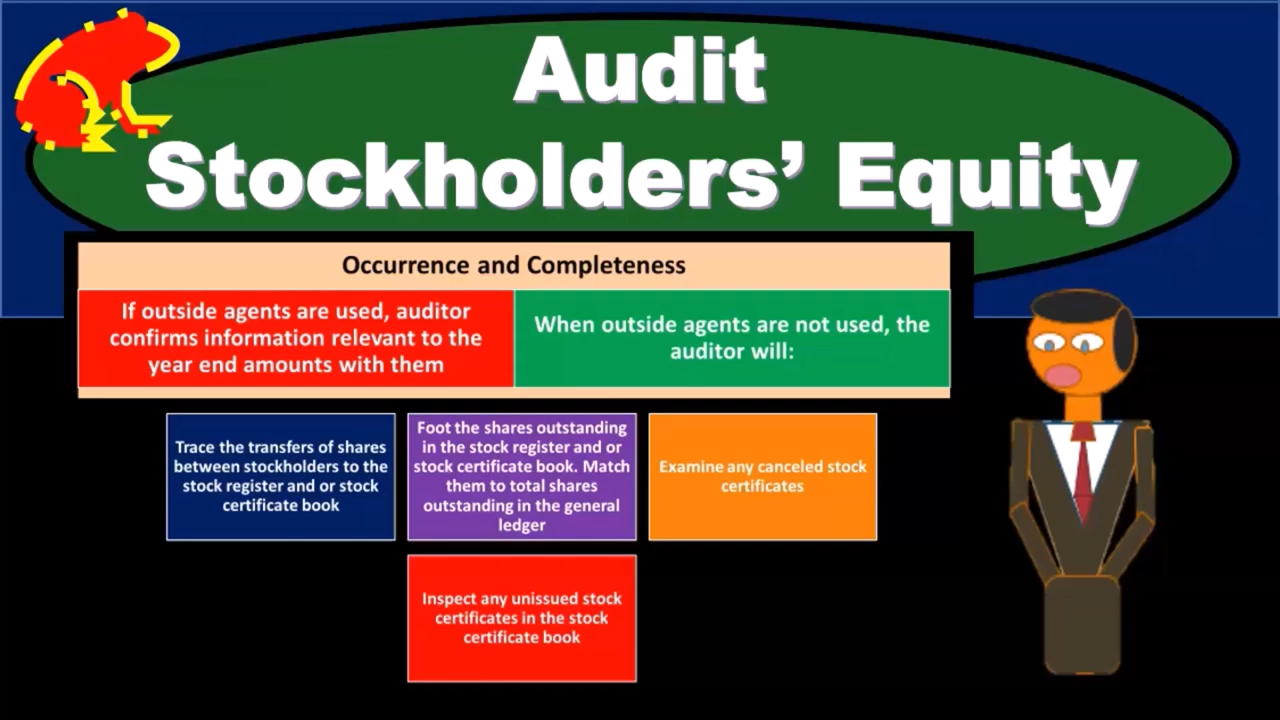 Audit
Stockholders’ Equity
Occurrence and Completeness
If outside agents are used, auditor
confirms information relevant to the
year end amounts with them
When outside agents are not used, the
auditor will:
Trace the transfers of shares
between stockholders to the
stock register and or stock
certificate book
Foot the shares outstanding
in the stock register and or
stock certificate book. Match
them to total shares
outstanding in the general
ledger
Examine any canceled stock
certificates
Inspect any unissued stock
certificates in the stock
certificate book